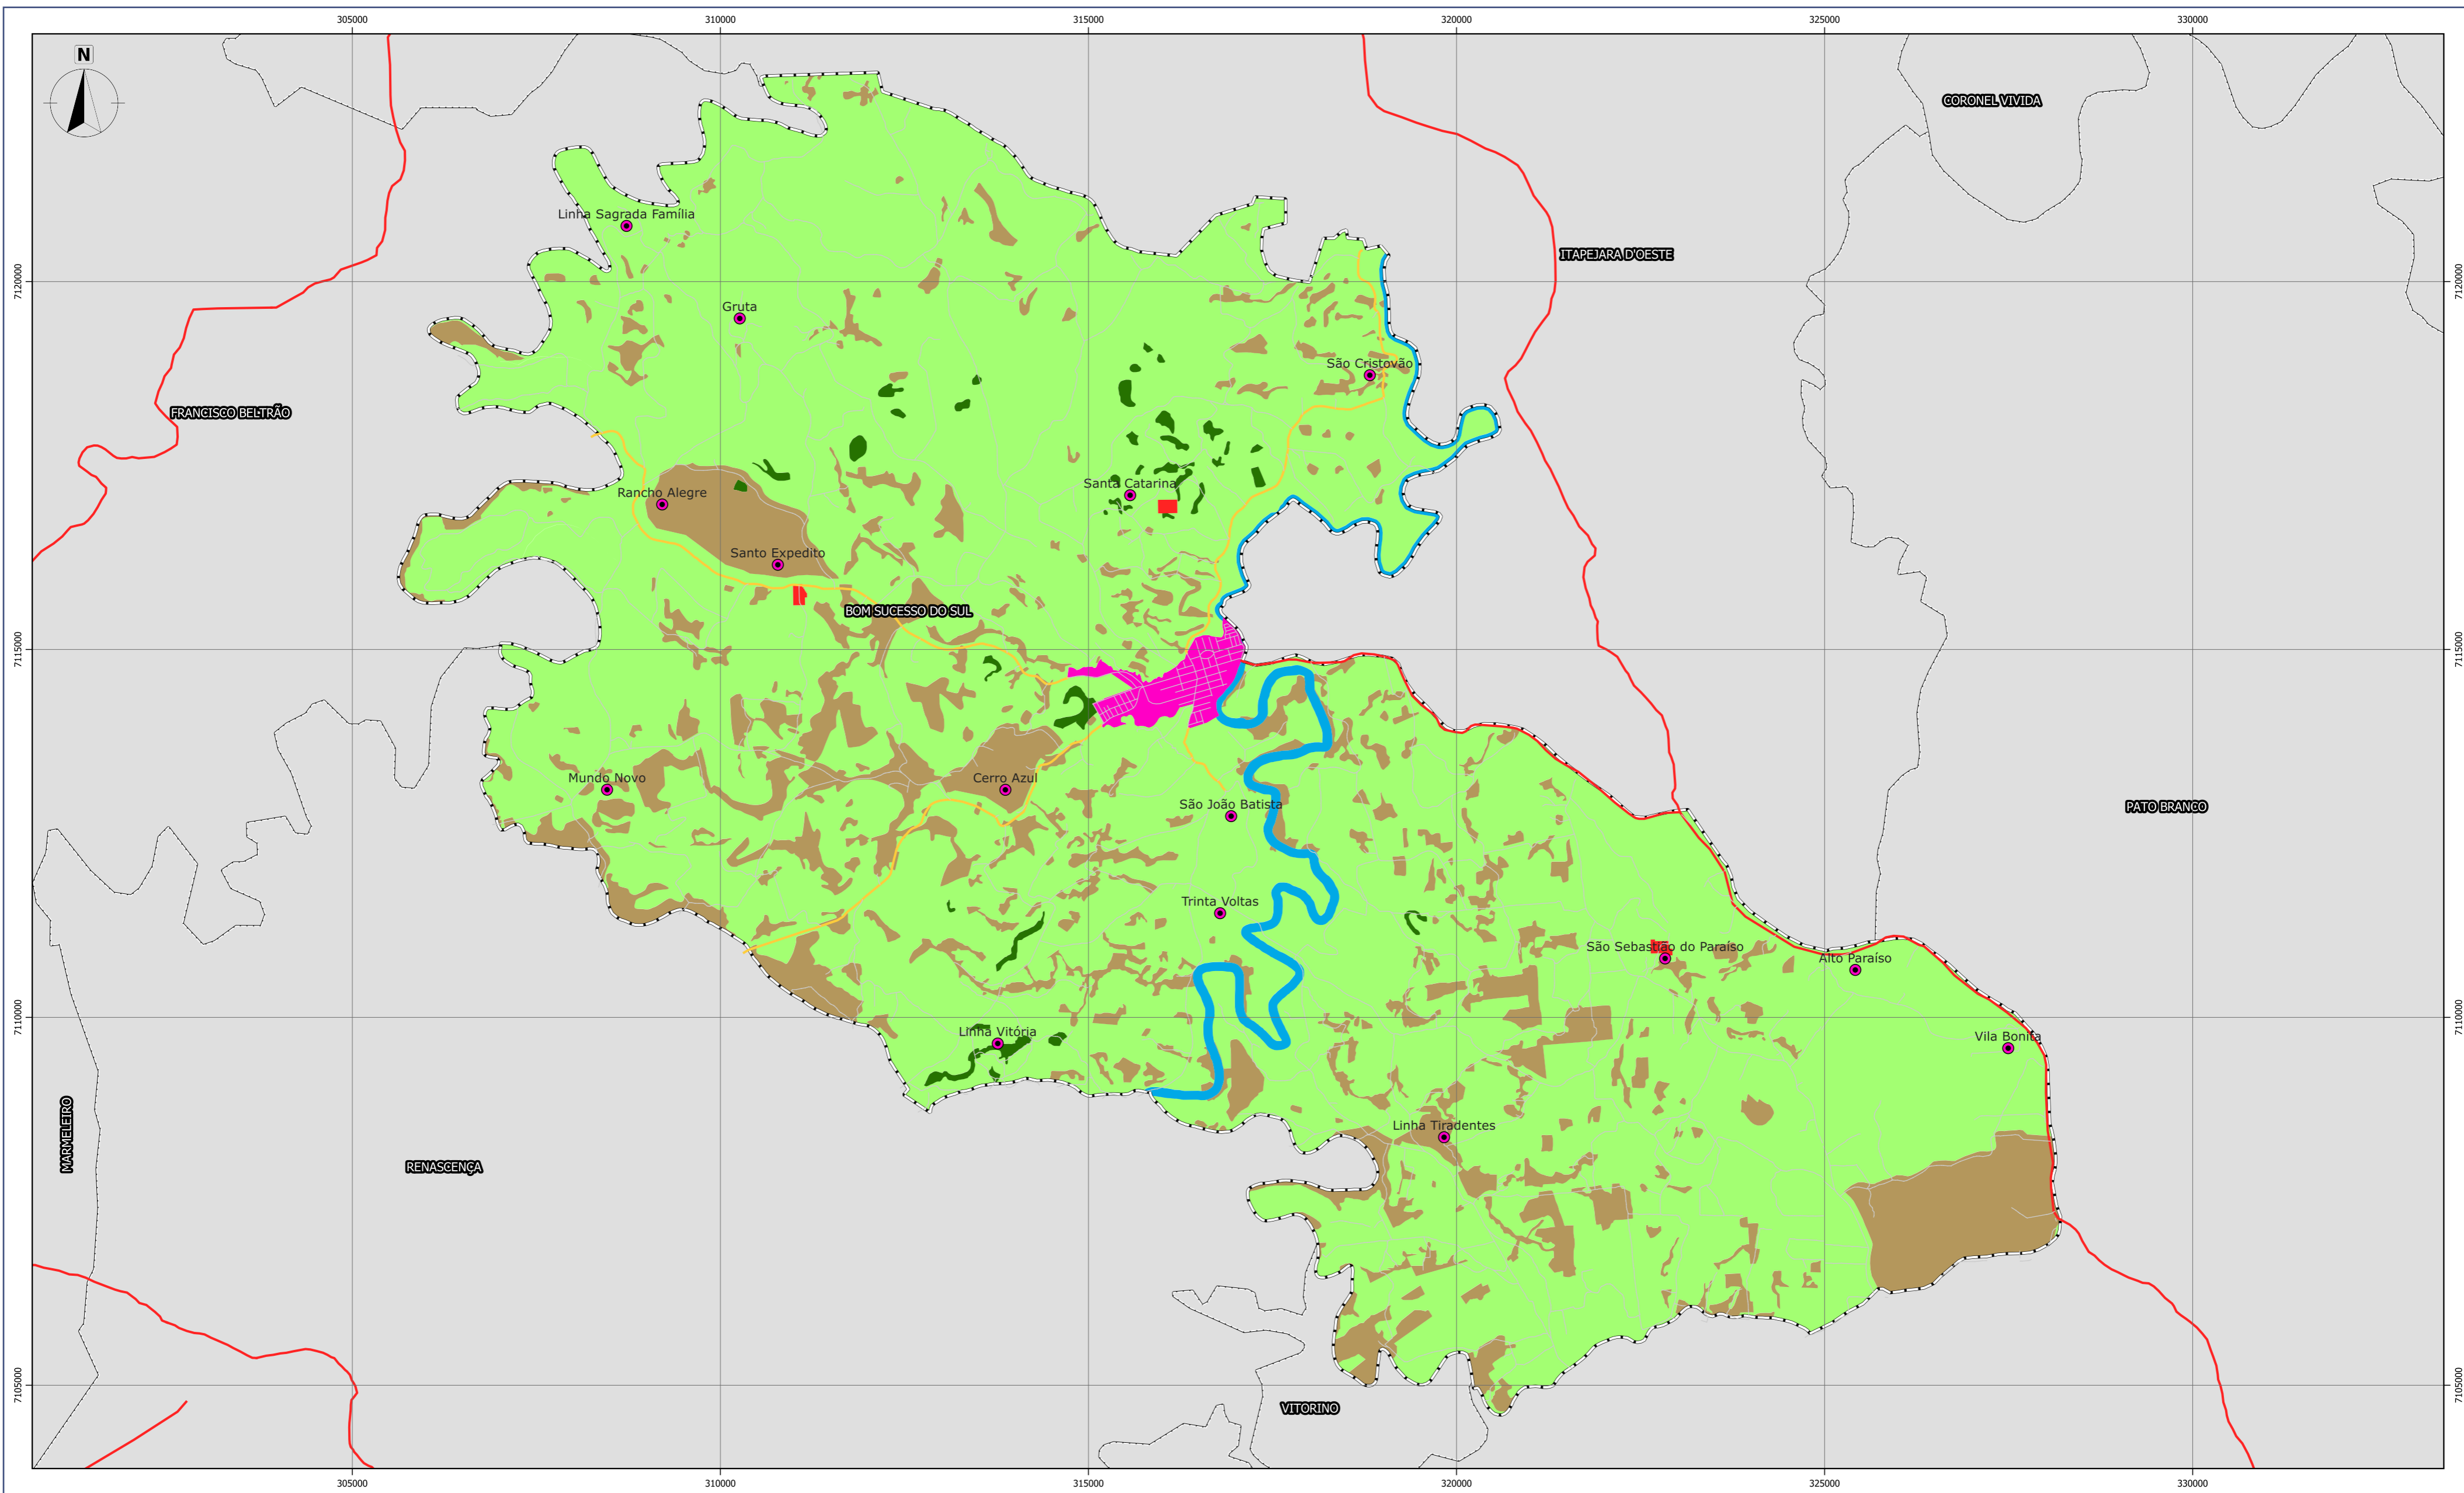 305000
310000
315000
320000
325000
330000
N
CORONEL VIVIDA
Linha Sagrada Família
ITAPEJARA D'OESTE
7120000
7120000
Gruta
São Cristovão
FRANCISCO BELTRÃO
Santa Catarina
Rancho Alegre
Santo Expedito
BOM SUCESSO DO SUL
7115000
7115000
Mundo Novo
Cerro Azul
São João Batista
PATO BRANCO
Trinta Voltas
São Sebastião do Paraiso
Alto Paraíso
7110000
7110000
Linha Vitória
Vila Bonita
MARMELEIRO
Linha Tiradentes
RENASCENÇA
7105000
7105000
VITORINO
305000
310000
315000
320000
325000
330000